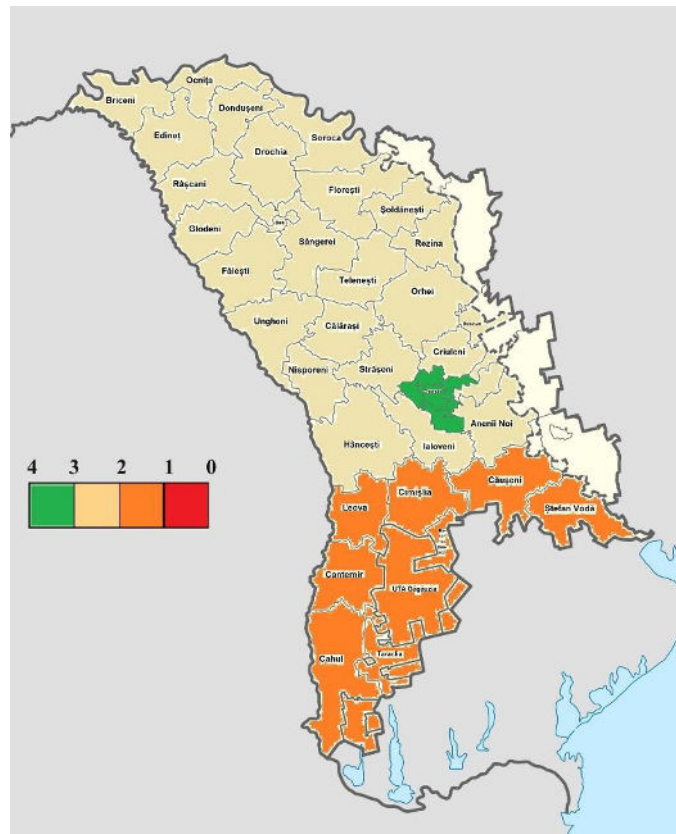 Ocnița
Briceni
Dondușeni
Edineț
Soroca
Drochia
Râșcani
Florești
Șoldănești
Glodeni
Sângerei
Rezina
Fălești
Telenești
Orhei
Ungheni
Călărași
Criuleni
Nisporeni
Strășeni
Anenii Noi
Hâncești
Ialoveni
4 3 2 1 0
Căușeni
Cimișlia
Leova
Ștefan Vodă
Cantemir
UTA Găgăuzia
Taraclia
Cahul